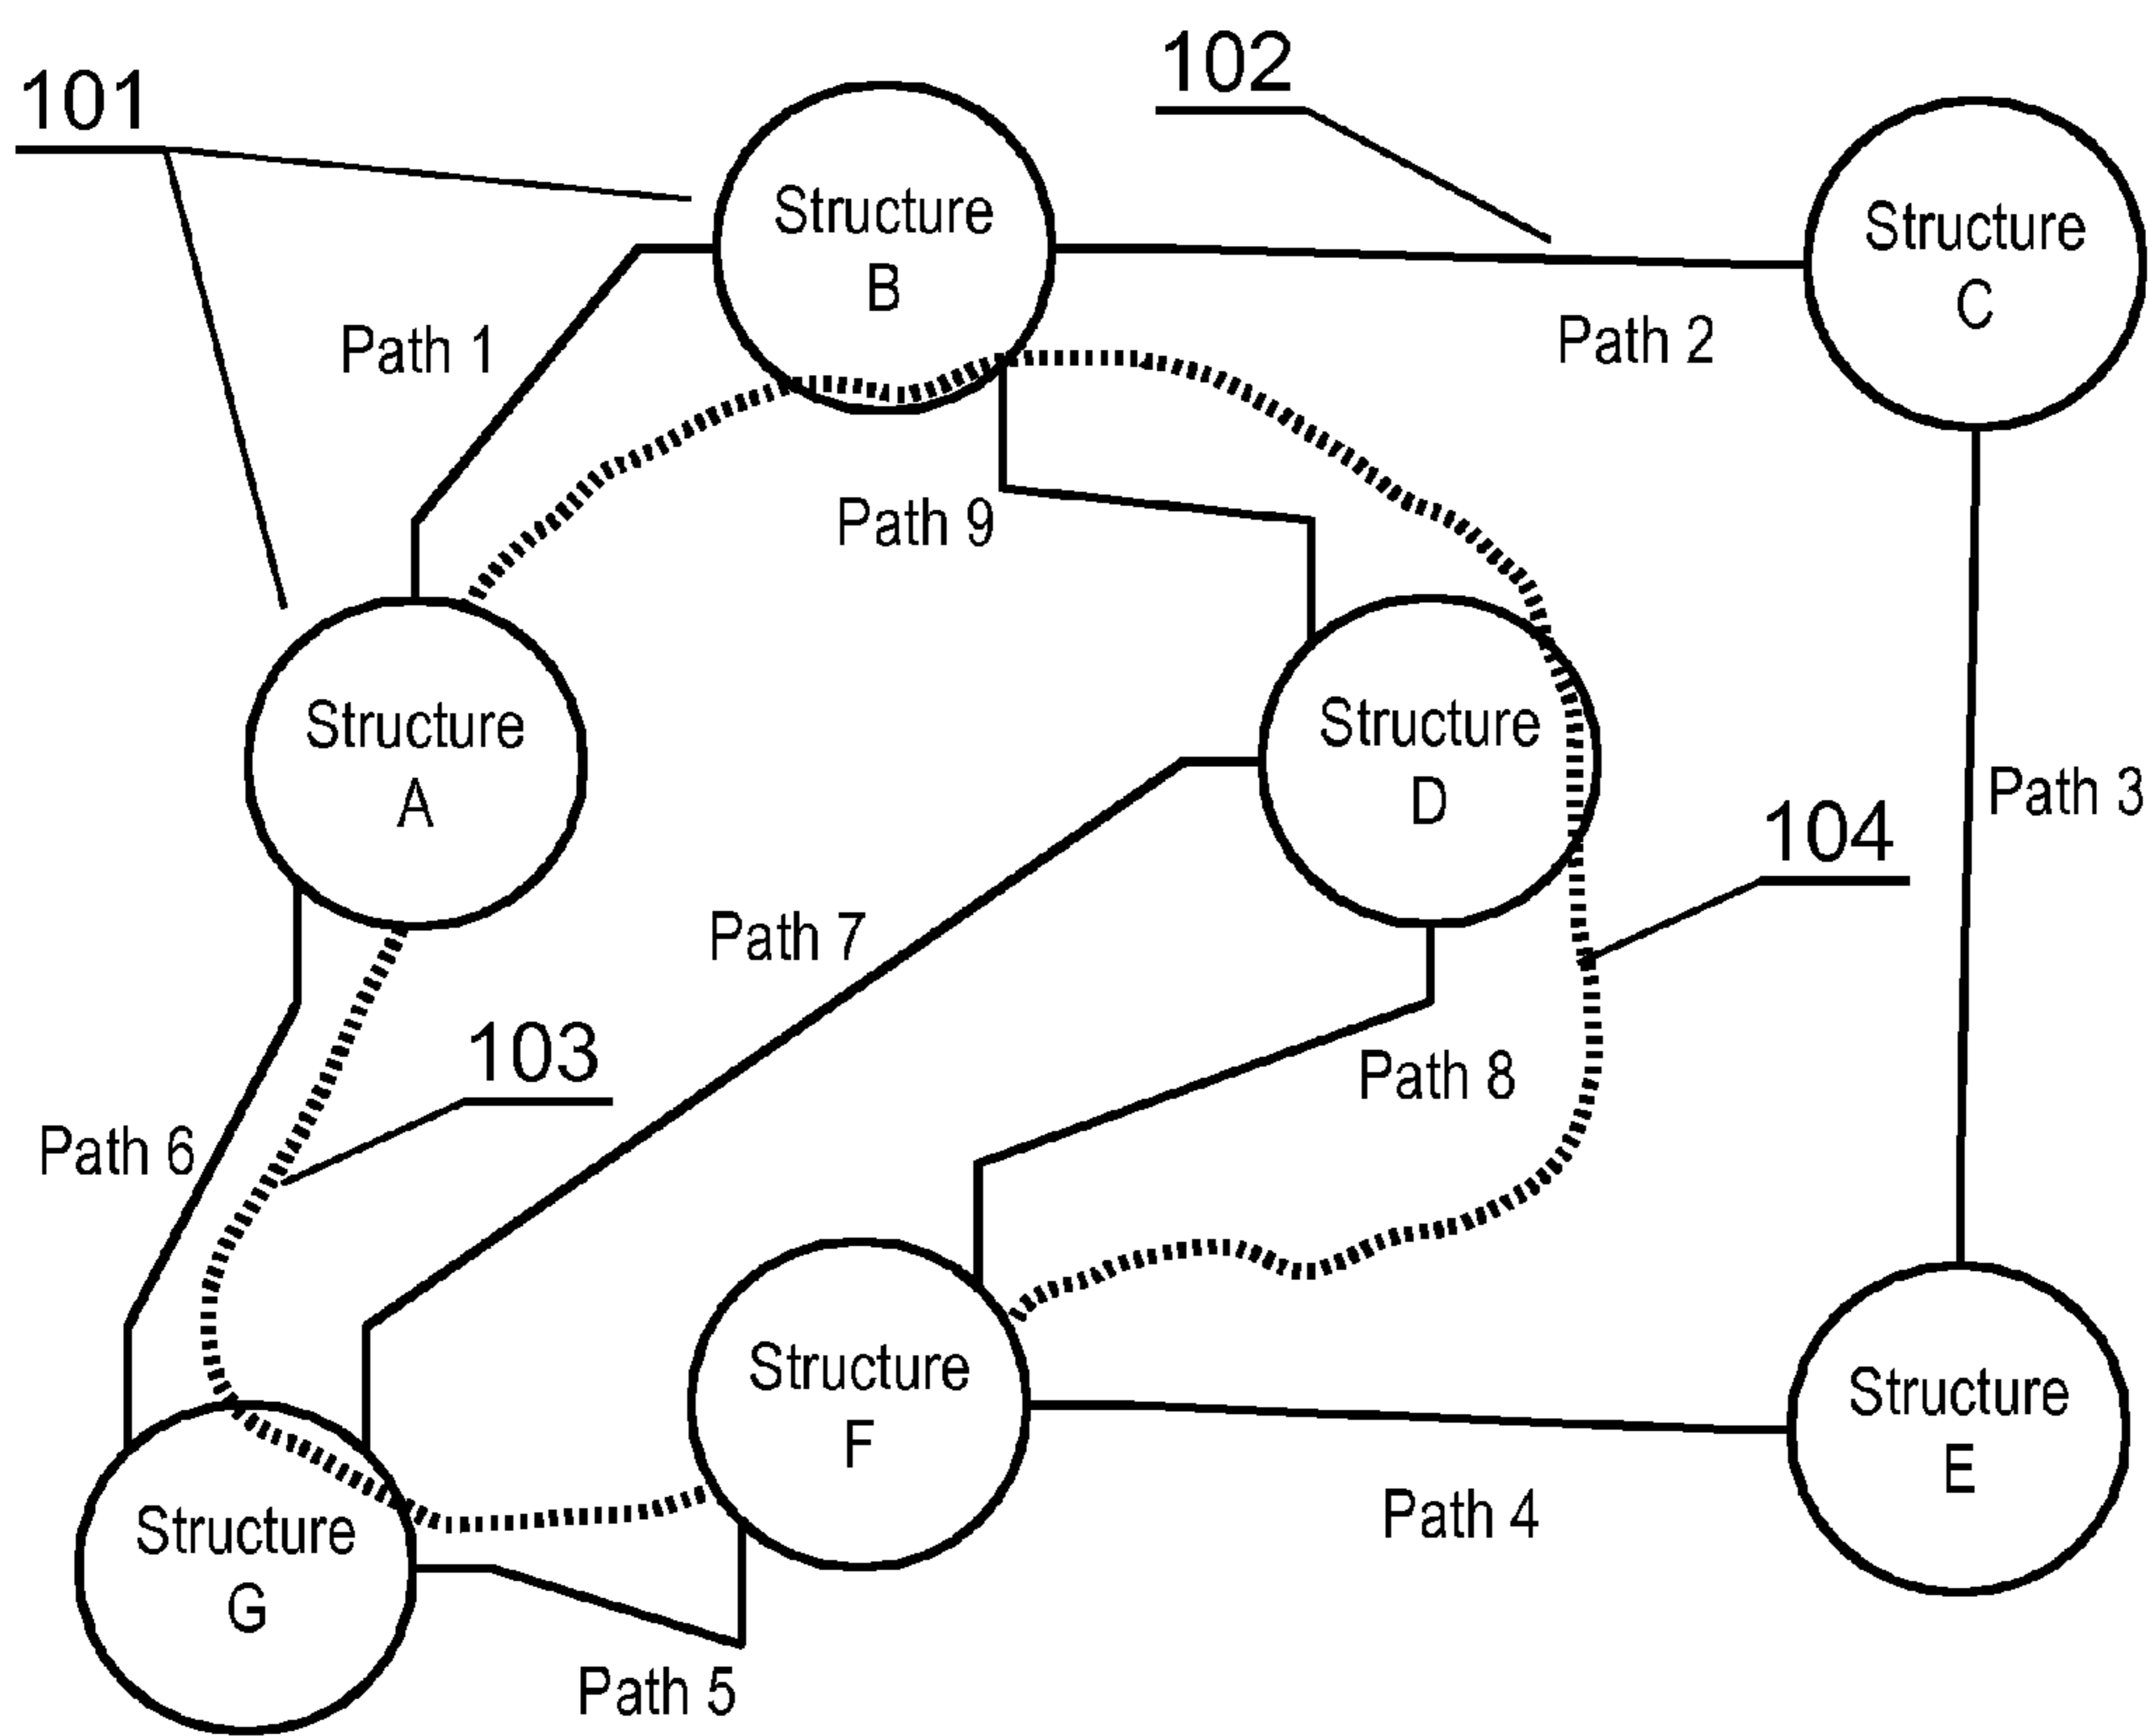 102
101
Structure
B
Structure
C
Path 1
Path 2
Path 9
Structure
A
Structure
D
Path 3
104
Path 7
103
Path 8
Path 6
Structure
F
Structure
E
Path 4
Structure
G
Path 5